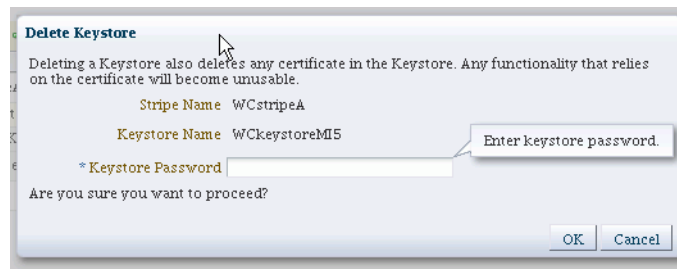 Delete Keystore
Deleting a Keystore also deletes any certificate in the Keystore. Any functionality that relies
on the certificate will become unusable.
Stripe Name WCstripeA
Keystore Name WCkeystoreMI5
Enter keystore password.
* Keystore Password
Are you sure you want to proceed?
OK Cancel